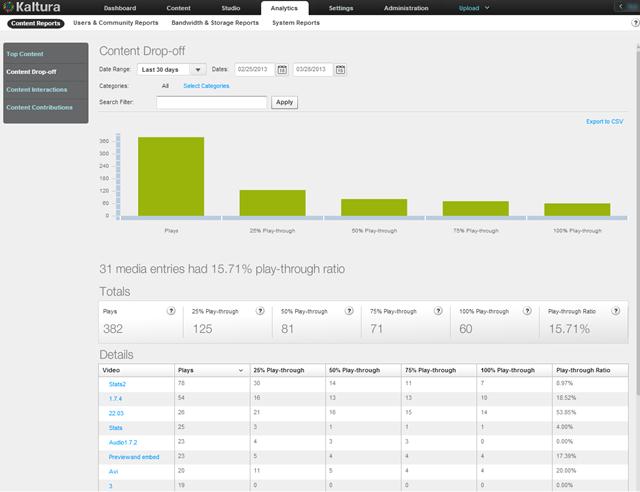 Kaltura Dashboard Content Studio Analytics Settings Administration Upload
Content Reports Users & Community Reports Bandwidth & Storage Reports System Reports
Top Content
Content Drop-off
Content Interactions
Content Contributions
Content Drop-off
Date Range: Last 30 days Dates: 02/25/2013 03/28/2013
Categories: All Select Categories
Search Filter: Apply
Export to CSV
360
300
240
180
120
60
0
Plays 25% Play-through 50% Play-through 75% Play-through 100% Play-through
31 media entries had 15.71% play-through ratio
Totals
Plays ? 25% Play-through ? 50% Play-through ? 75% Play-through ? 100% Play-through ? Play-through Ratio ?
382 125 81 71 60 15.71%
Details
Video Plays 25% Play-through 50% Play-through 75% Play-through 100% Play-through Play-through Ratio
Stats2 78 30 14 11 7 8.97%
1.7.4 54 16 13 13 10 18.52%
22.03 26 21 16 15 14 53.85%
Stats 25 3 1 1 1 4.00%
Audio1.7.2 23 4 3 3 0 0.00%
Previewand embed 23 5 4 4 4 17.39%
Avi 20 11 5 4 4 20.00%
3 19 0 0 0 0 0.00%